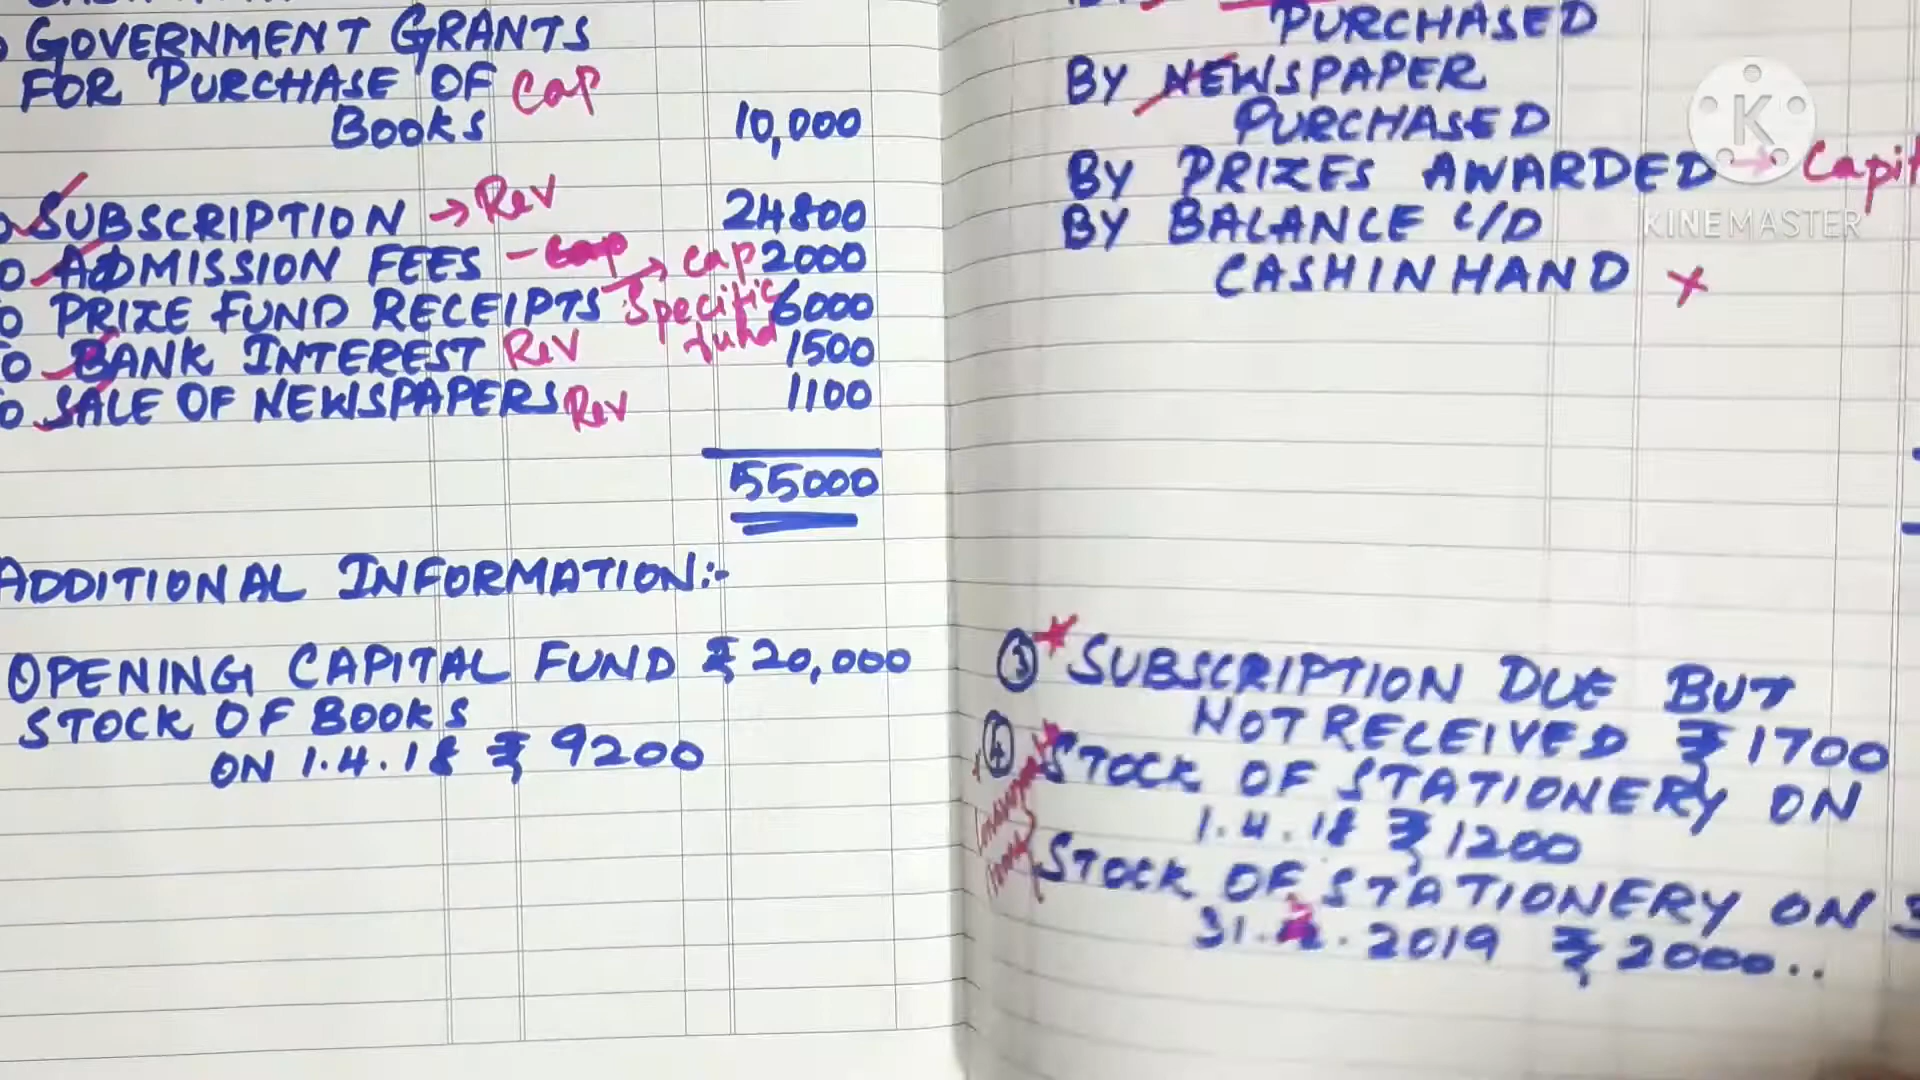 GOVERNMENT GRANTS
FOR PURCHASE OF Cap
BOOKS 10,000
SUBSCRIPTION → Rev 24800
O ADMISSION FEES - Cap → Cap 2000
O PRIZE FUND RECEIPTS Specific fund 6000
O BANK INTEREST Rev 1500
O SALE OF NEWSPAPERS Rev 1100
55000
ADDITIONAL INFORMATION:-
OPENING CAPITAL FUND ₹ 20,000
STOCK OF BOOKS
ON 1.4.18 ₹ 9200
PURCHASED
BY NEWSPAPER
PURCHASED
BY PRIZES AWARDED → Capit
BY BALANCE C/D
CASH IN HAND ×
③ SUBSCRIPTION DUE BUT
NOT RECEIVED ₹ 1700
④ STOCK OF STATIONERY ON
1.4.18 ₹ 1200
STOCK OF STATIONERY ON
2019 ₹ 2000..
K
KINEMASTER